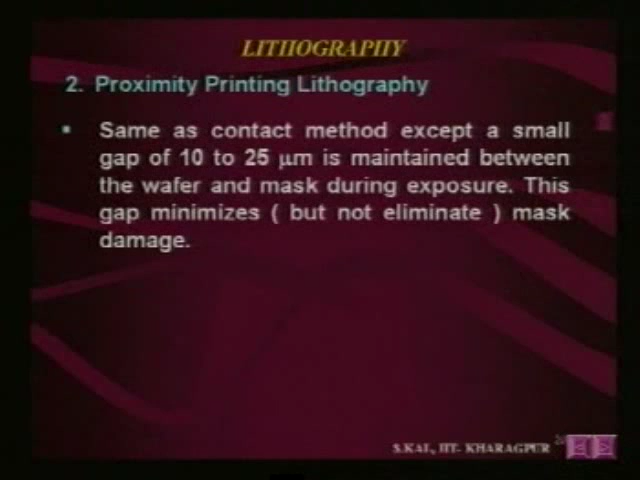 LITHOGRAPHY
2. Proximity Printing Lithography
▪ Same as contact method except a small
gap of 10 to 25 μm is maintained between
the wafer and mask during exposure. This
gap minimizes ( but not eliminate ) mask
damage.
S.KAL, IIT- KHARAGPUR